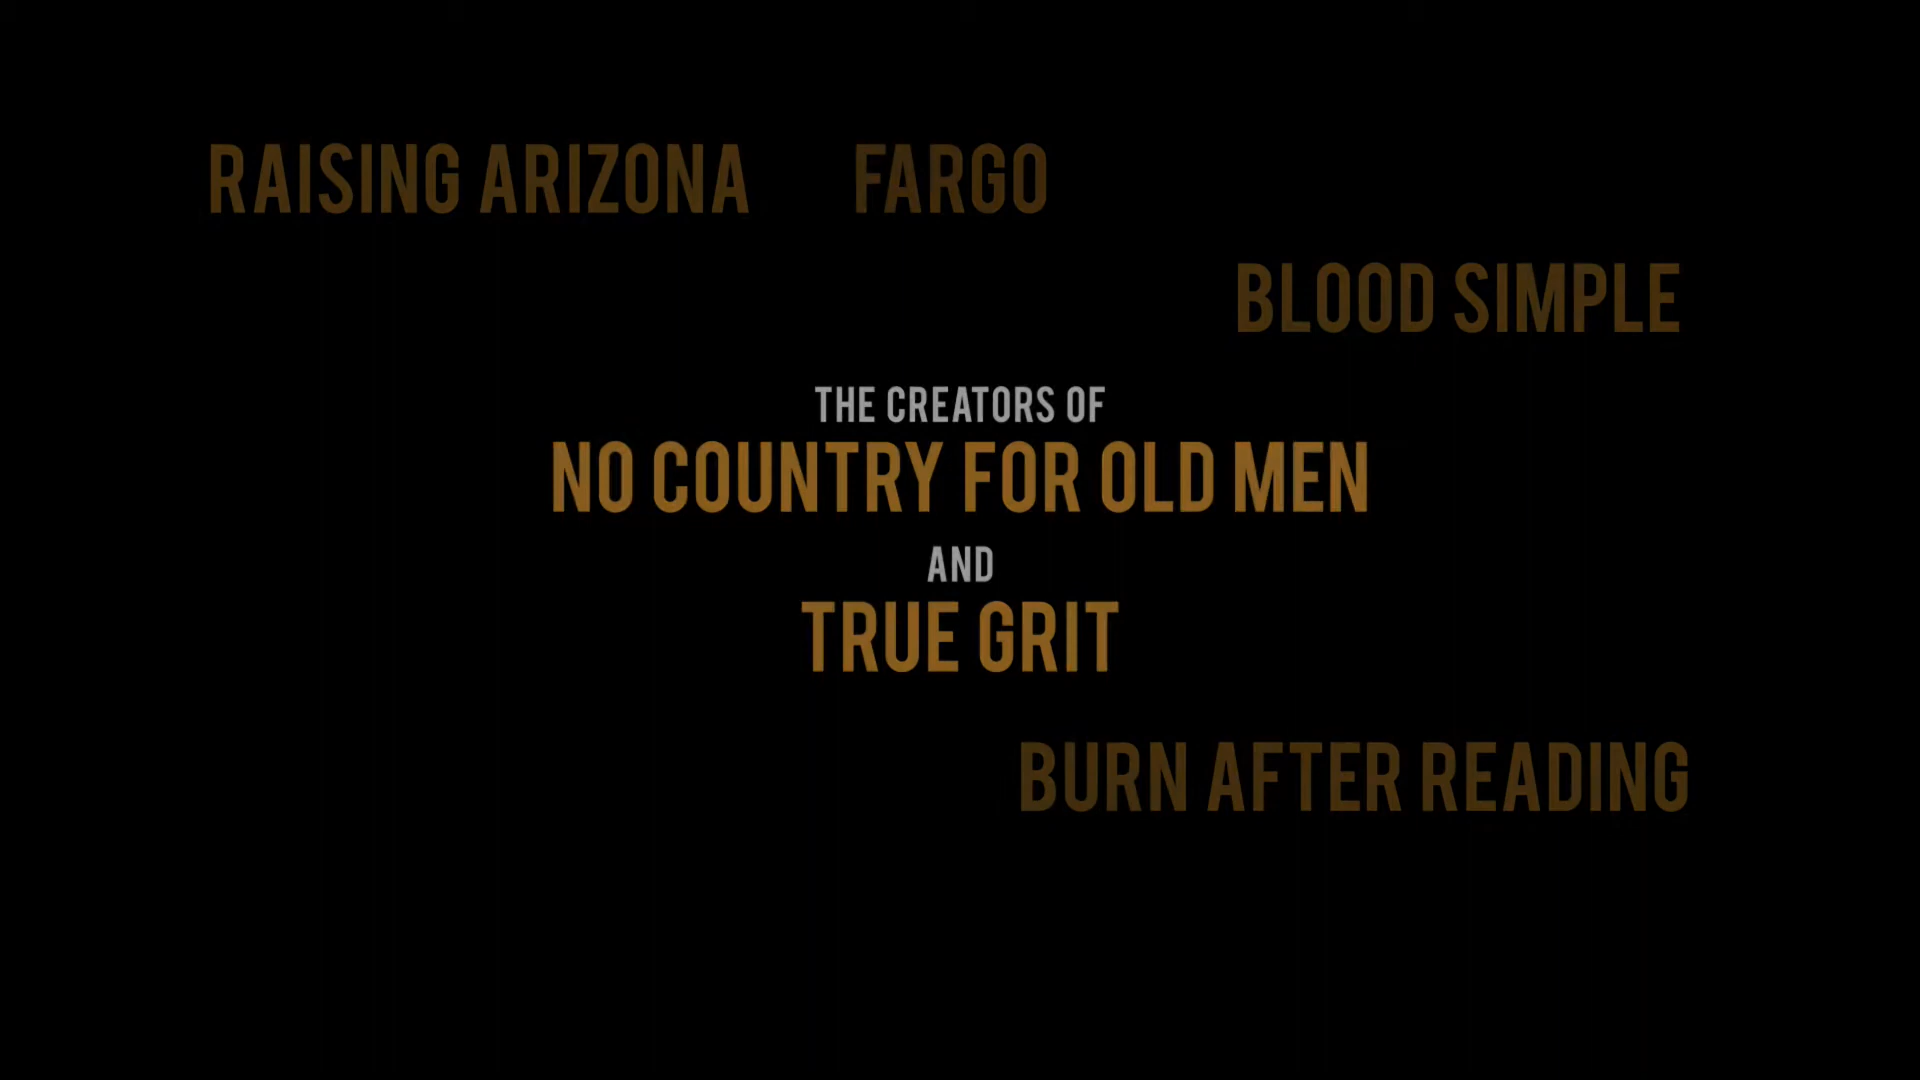 RAISING ARIZONA FARGO
BLOOD SIMPLE
THE CREATORS OF
NO COUNTRY FOR OLD MEN
AND
TRUE GRIT
BURN AFTER READING